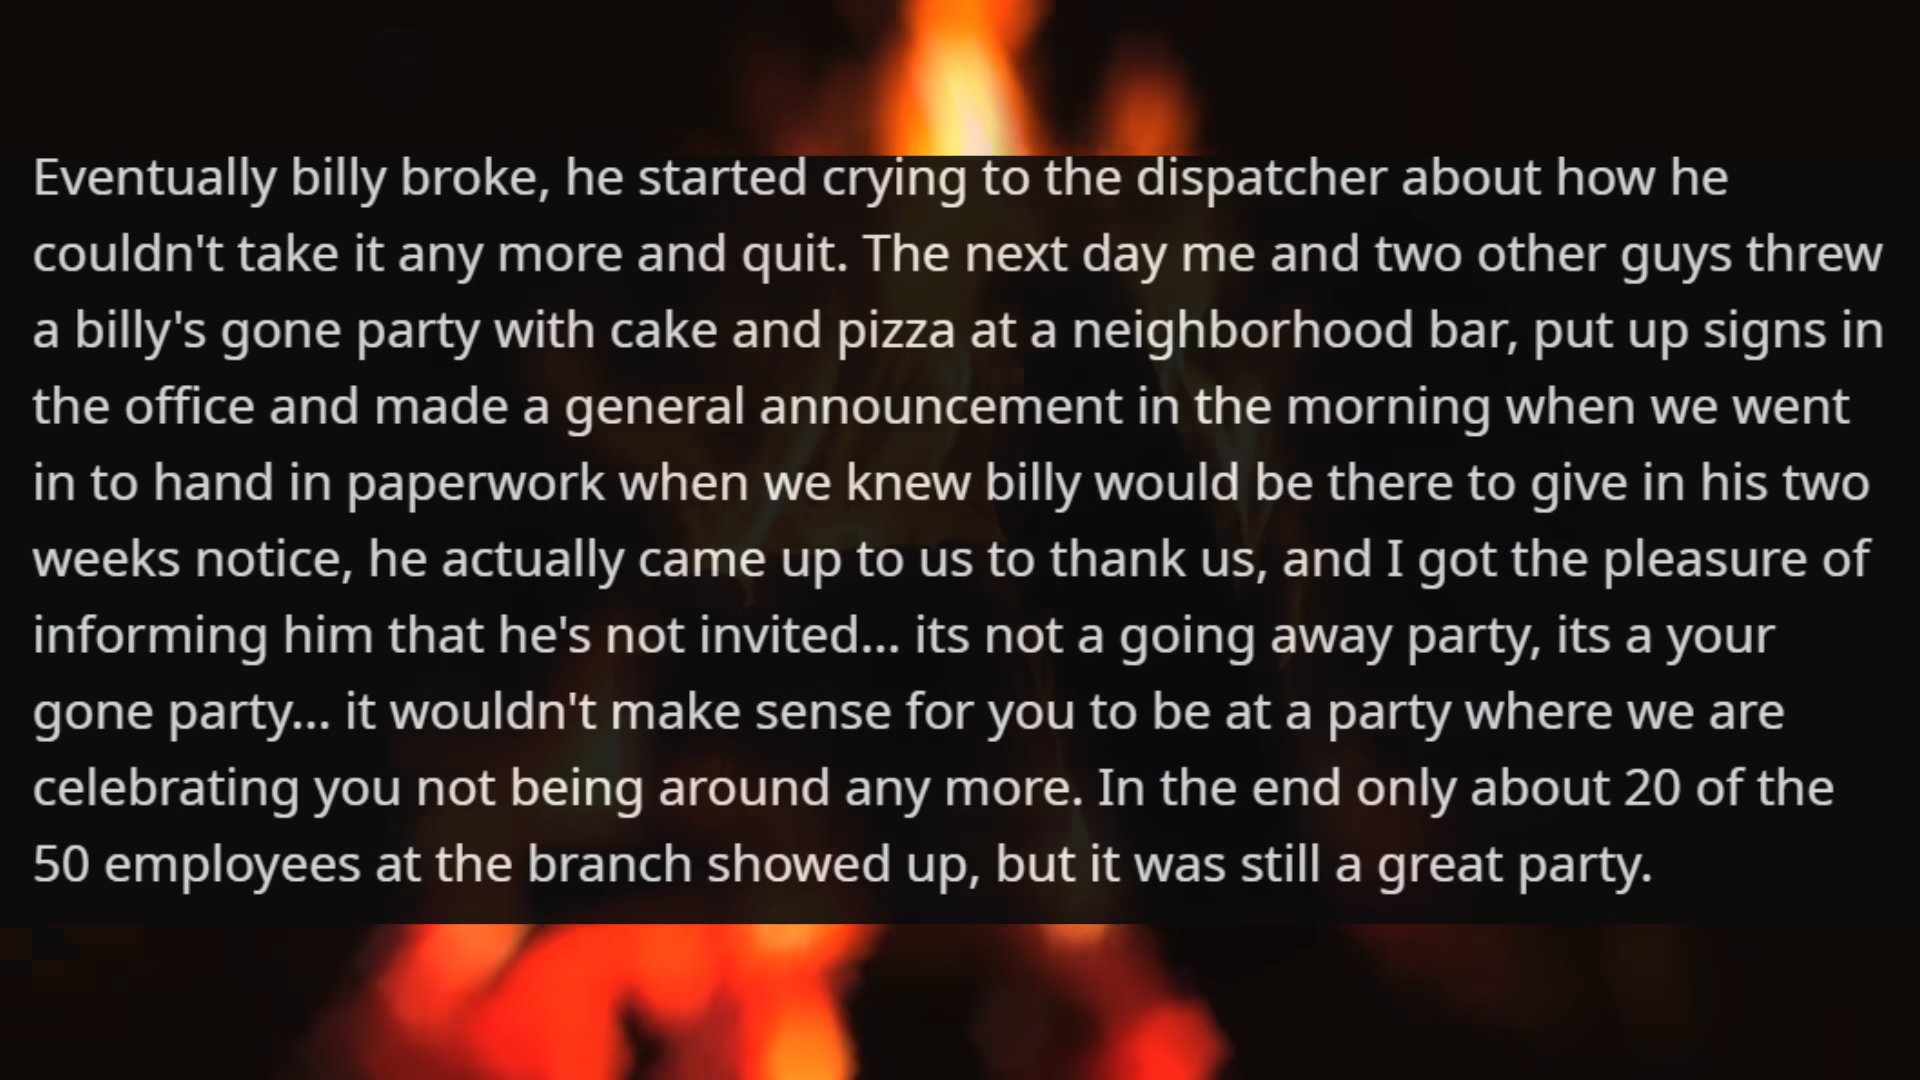 Eventually billy broke, he started crying to the dispatcher about how he
couldn't take it any more and quit. The next day me and two other guys threw
a billy's gone party with cake and pizza at a neighborhood bar, put up signs in
the office and made a general announcement in the morning when we went
in to hand in paperwork when we knew billy would be there to give in his two
weeks notice, he actually came up to us to thank us, and I got the pleasure of
informing him that he's not invited... its not a going away party, its a your
gone party... it wouldn't make sense for you to be at a party where we are
celebrating you not being around any more. In the end only about 20 of the
50 employees at the branch showed up, but it was still a great party.